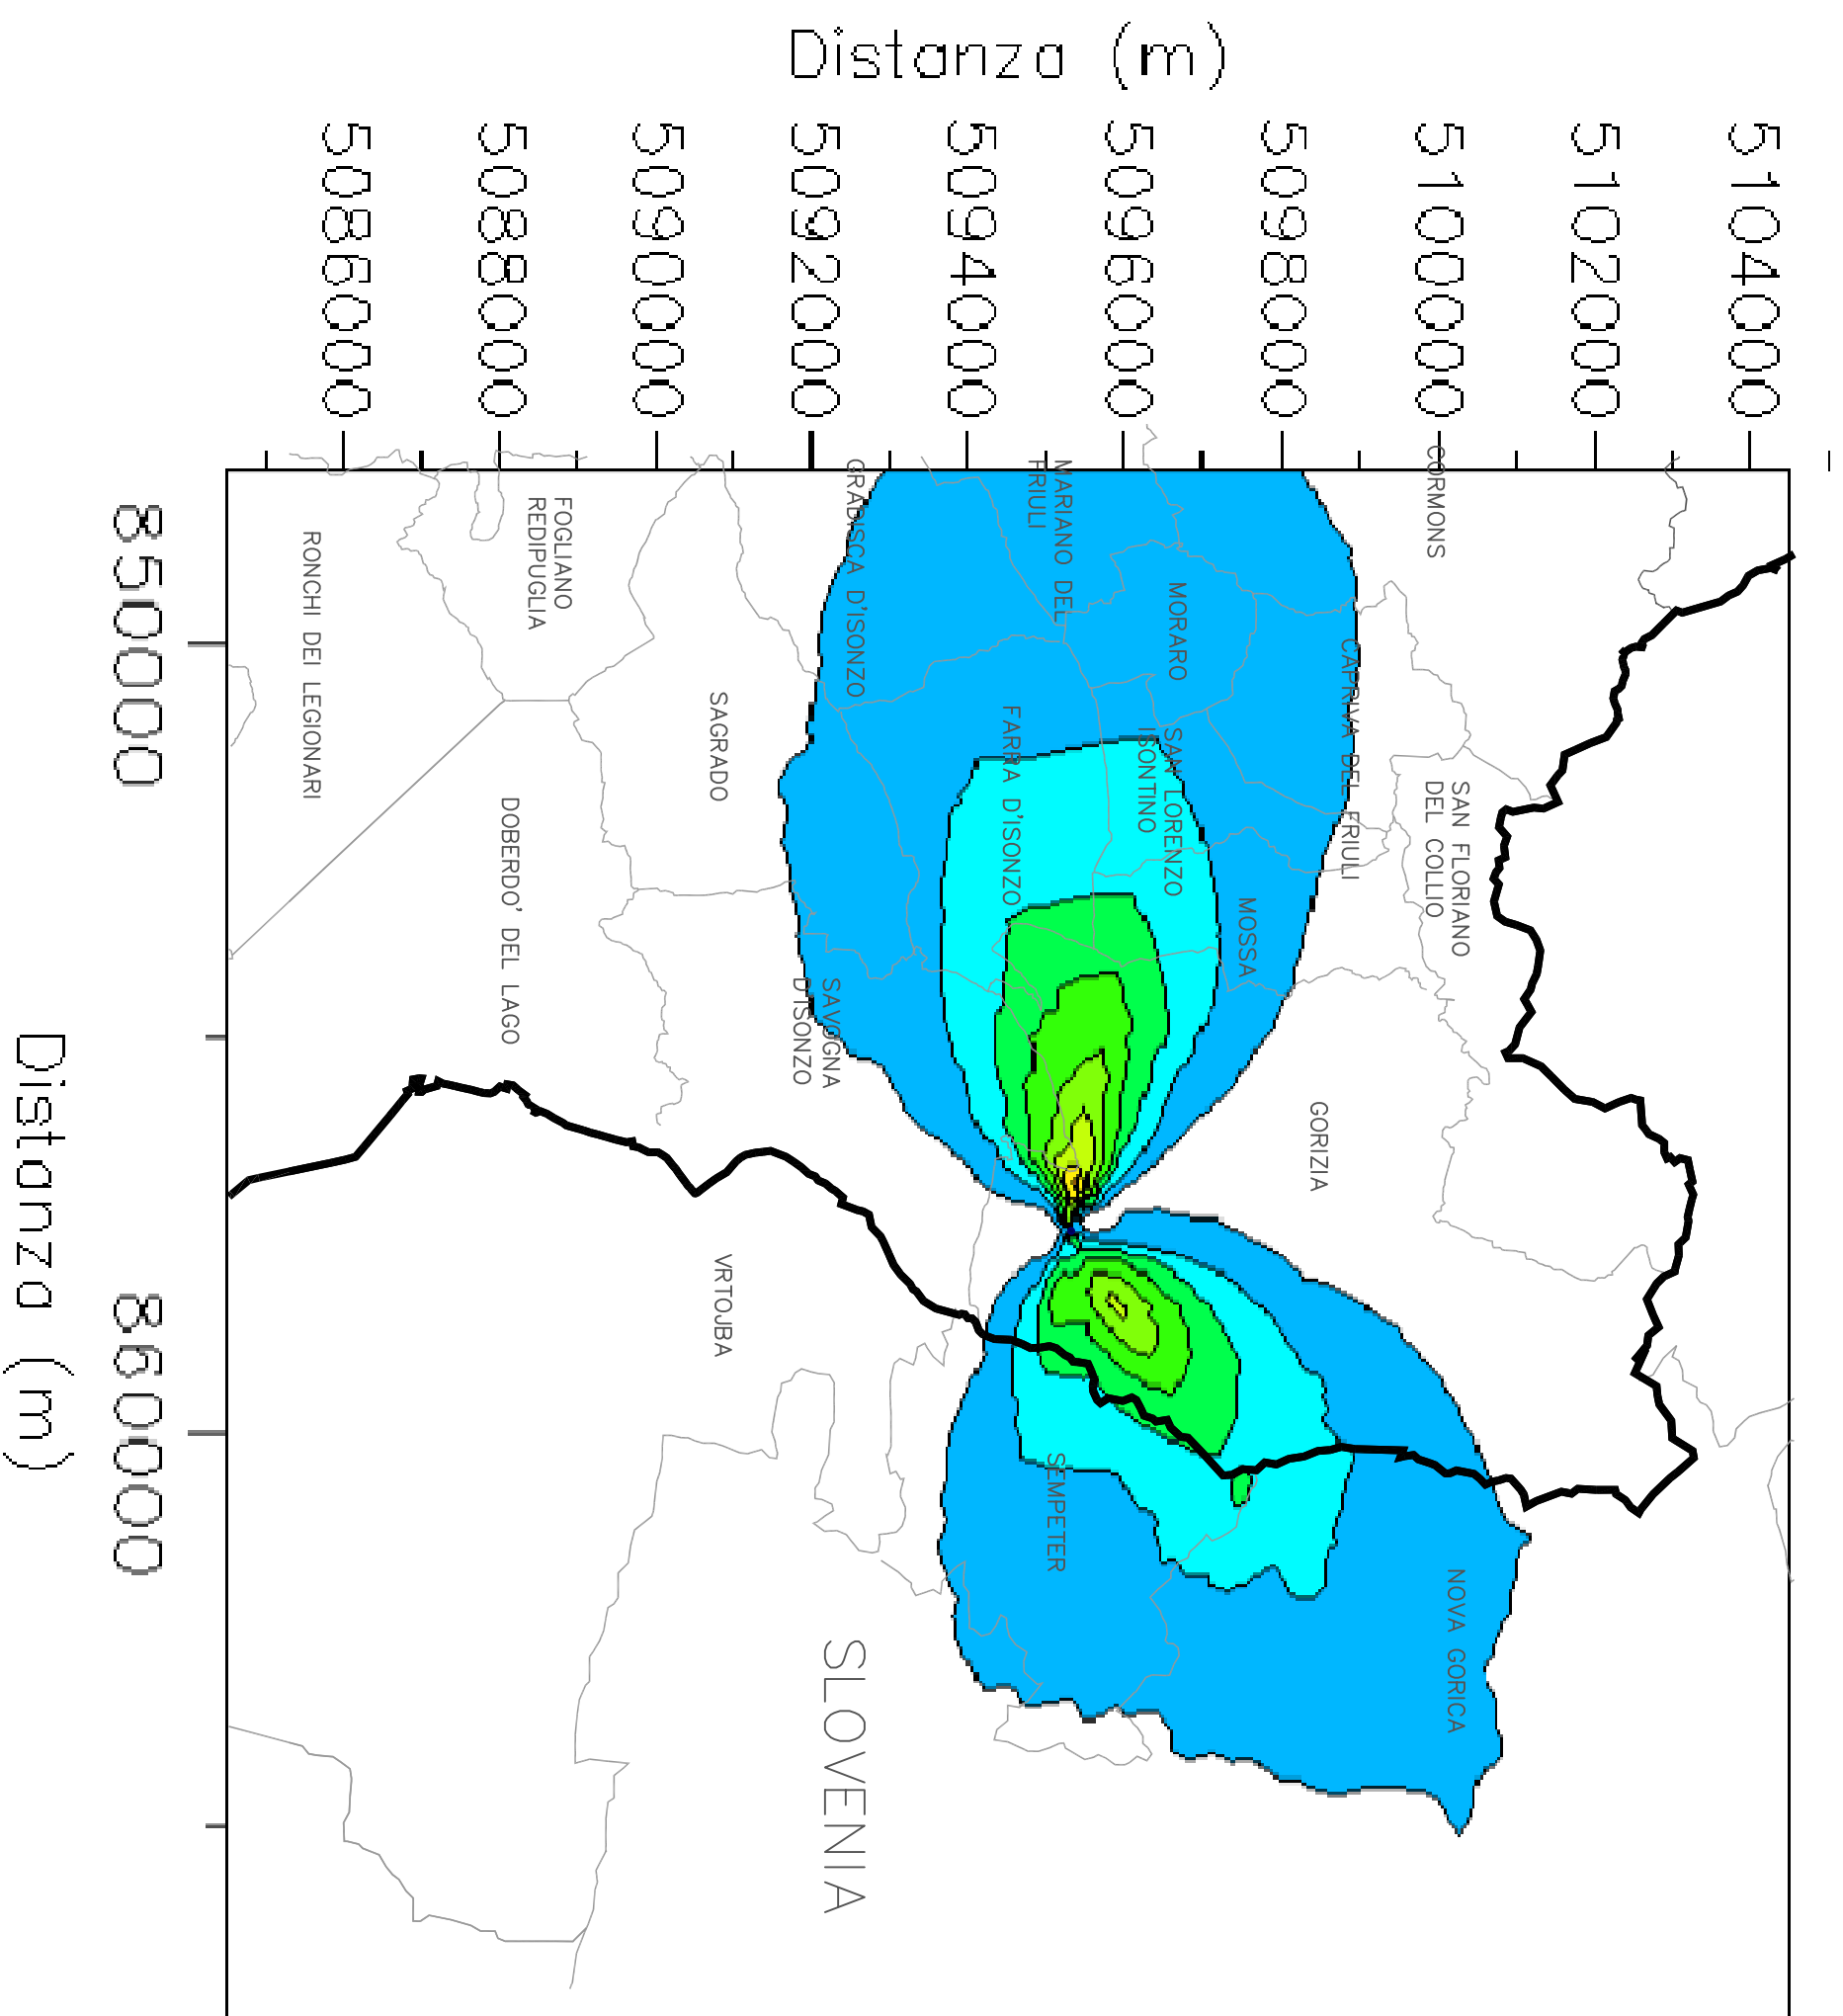 Distanza (m)
5104000
5102000
5100000
5098000
5096000
5094000
5092000
5090000
5088000
5086000
CORMONS
SAN FLORIANO
DEL COLLIO
CAPRIVA DEL FRIULI
MORARO
MARIANO DEL
FRIULI
SAN LORENZO
ISONTINO
MOSSA
GORIZIA
GRADISCA D'ISONZO
FARRA D'ISONZO
SAVOGNA
D'ISONZO
SAGRADO
FOGLIANO
REDIPUGLIA
DOBERDO' DEL LAGO
RONCHI DEI LEGIONARI
NOVA GORICA
SEMPETER
VRTOJBA
SLOVENIA
85000
86000
Distanza (m)